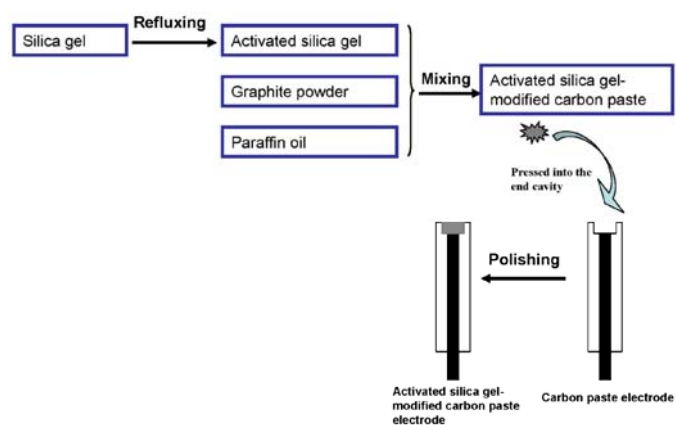 Refluxing
Silica gel
Activated silica gel
Graphite powder
Paraffin oil
Mixing
Activated silica gel-
modified carbon paste
Pressed into the
end cavity
Polishing
Activated silica gel-
modified carbon paste
electrode
Carbon paste electrode